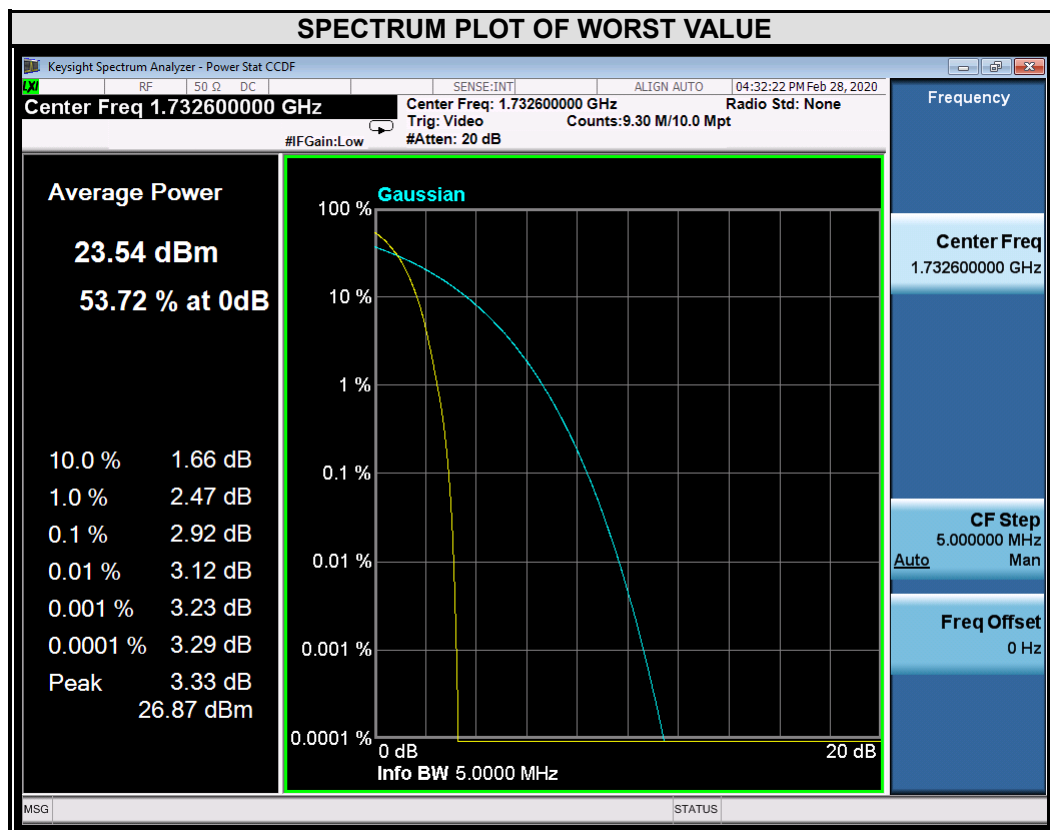 SPECTRUM PLOT OF WORST VALUE
Keysight Spectrum Analyzer - Power Stat CCDF
LXI RF 50 Ω DC SENSE:INT ALIGN AUTO 04:32:22 PM Feb 28, 2020
Center Freq 1.732600000 GHz
Center Freq: 1.732600000 GHz Radio Std: None
Trig: Video Counts:9.30 M/10.0 Mpt
#IFGain:Low #Atten: 20 dB
Average Power
23.54 dBm
53.72 % at 0dB
10.0 % 1.66 dB
1.0 % 2.47 dB
0.1 % 2.92 dB
0.01 % 3.12 dB
0.001 % 3.23 dB
0.0001 % 3.29 dB
Peak 3.33 dB
26.87 dBm
Gaussian
100 %
10 %
1 %
0.1 %
0.01 %
0.001 %
0.0001 %
0 dB 20 dB
Info BW 5.0000 MHz
Frequency
Center Freq
1.732600000 GHz
CF Step
5.000000 MHz
Auto Man
Freq Offset
0 Hz
MSG STATUS